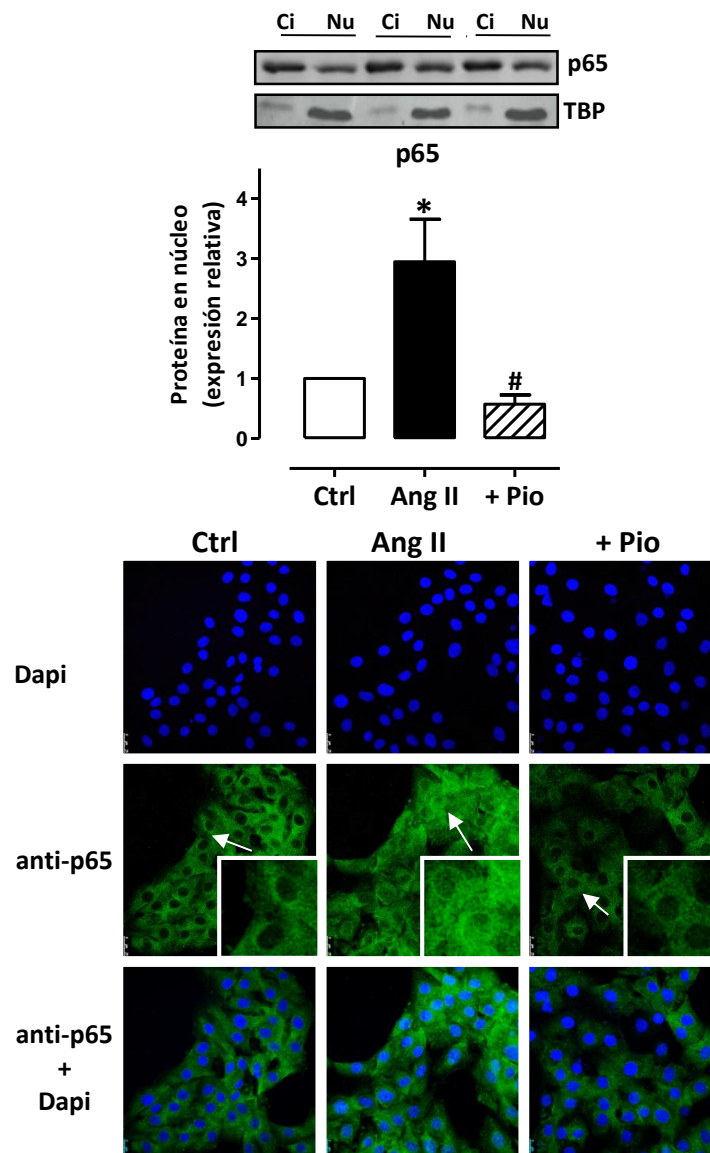 Ci Nu Ci Nu Ci Nu
p65
TBP
p65
Proteína en núcleo
(expresión relativa)
4
3
2
1
0
*
#
Ctrl Ang II + Pio
Ctrl Ang II + Pio
Dapi
anti-p65
anti-p65
+
Dapi